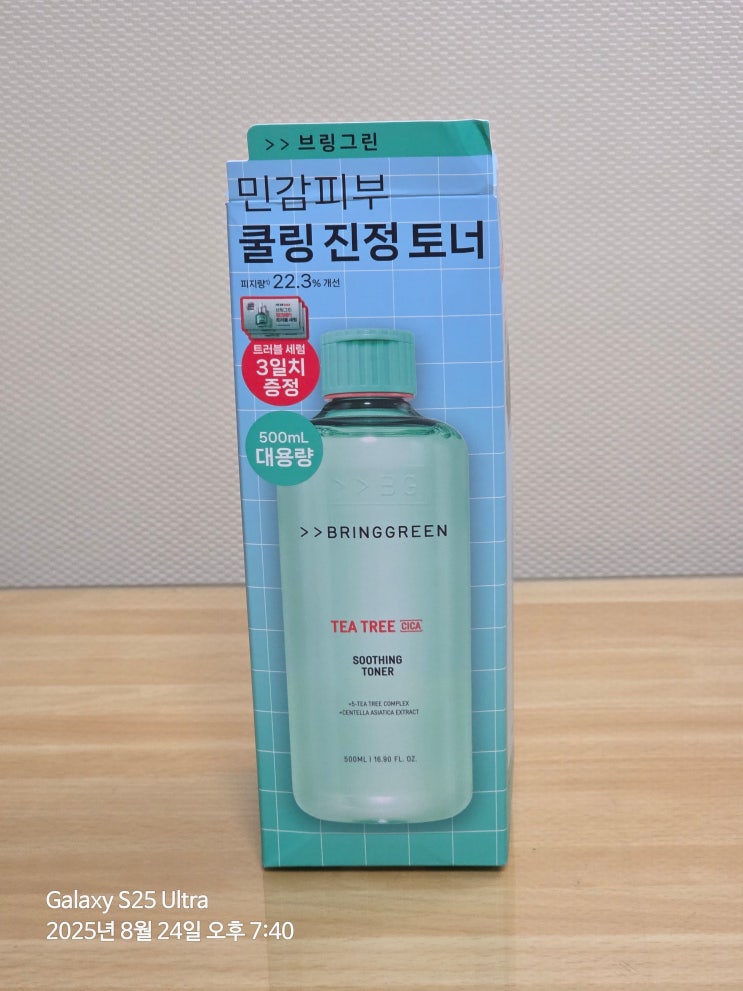 >> 브링그린
민감피부
쿨링 진정 토너
피지량¹⁾ 22.3% 개선
트러블 세럼
3일치
증정
500mL
대용량
>>BG
>>BRINGGREEN
TEA TREE CICA
SOOTHING
TONER
+5-TEA TREE COMPLEX
+CENTELLA ASIATICA EXTRACT
500ML I 16.90 FL. OZ.
Galaxy S25 Ultra
2025년 8월 24일 오후 7:40